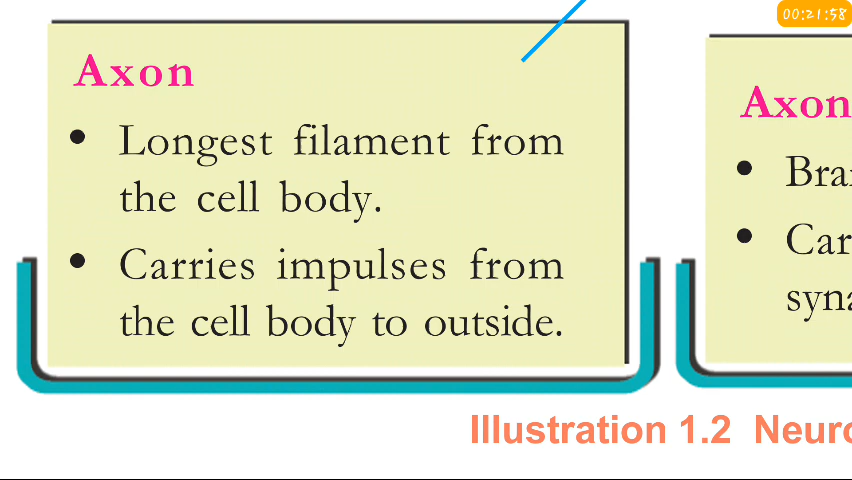 00:21:58
Axon
• Longest filament from
the cell body.
• Carries impulses from
the cell body to outside.
Axon
•
•
Illustration 1.2